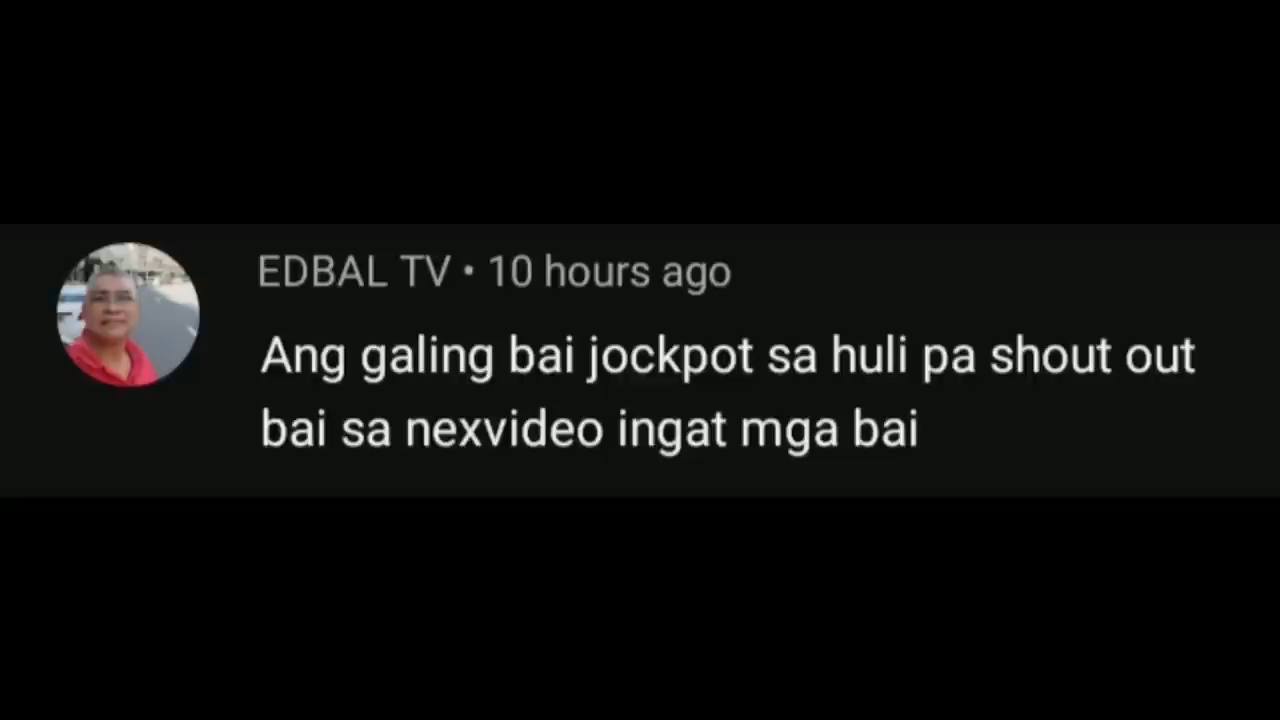 EDBAL TV • 10 hours ago
Ang galing bai jockpot sa huli pa shout out
bai sa nexvideo ingat mga bai